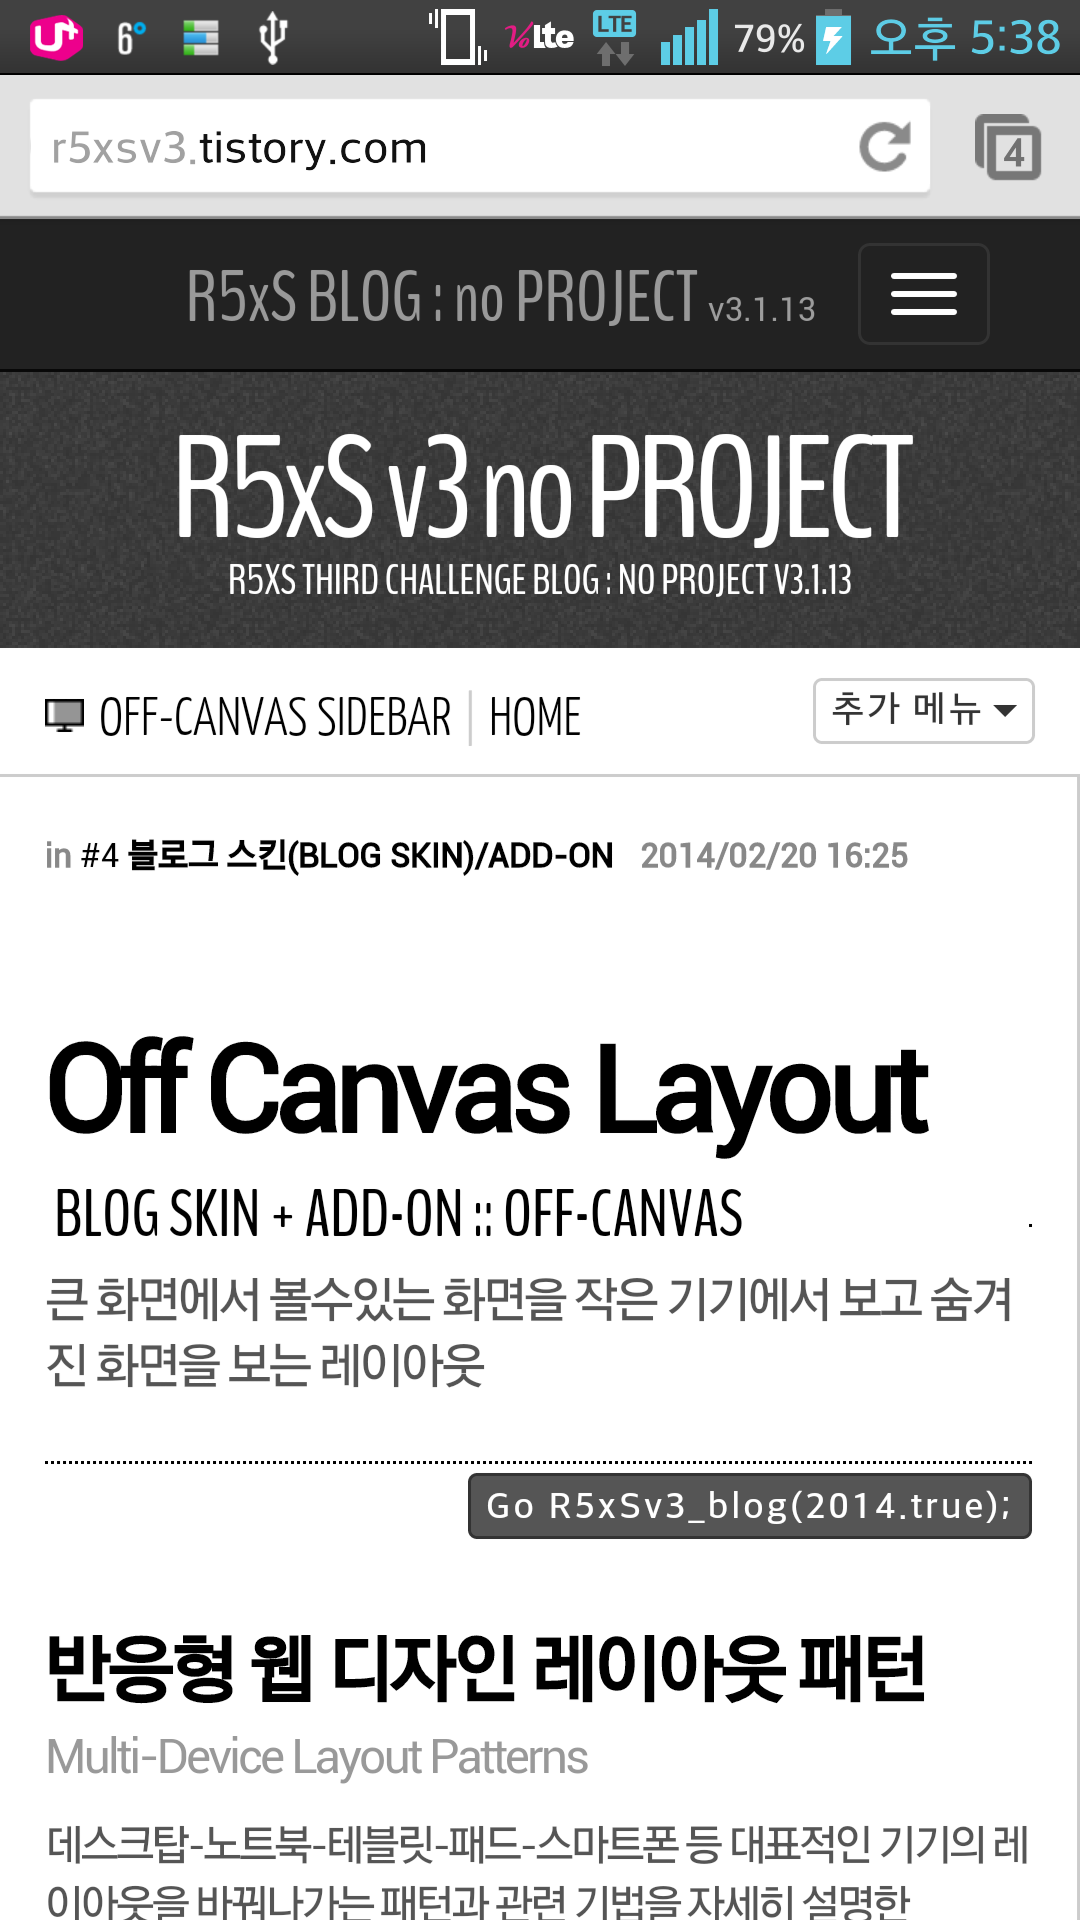 U+ 6° VoLte LTE 79% 오후 5:38
r5xsv3.tistory.com 4
R5xS BLOG : no PROJECT v3.1.13
R5xS v3 no PROJECT
R5XS THIRD CHALLENGE BLOG : NO PROJECT V3.1.13
OFF-CANVAS SIDEBAR | HOME 추가 메뉴
in #4 블로그 스킨(BLOG SKIN)/ADD-ON 2014/02/20 16:25
Off Canvas Layout
BLOG SKIN + ADD-ON :: OFF-CANVAS .
큰 화면에서 볼수있는 화면을 작은 기기에서 보고 숨겨
진 화면을 보는 레이아웃
Go R5xSv3_blog(2014.true);
반응형 웹 디자인 레이아웃 패턴
Multi-Device Layout Patterns
데스크탑-노트북-테블릿-패드-스마트폰 등 대표적인 기기의 레
이아웃을 바꿔나가는 패턴과 관련 기법을 자세히 설명한